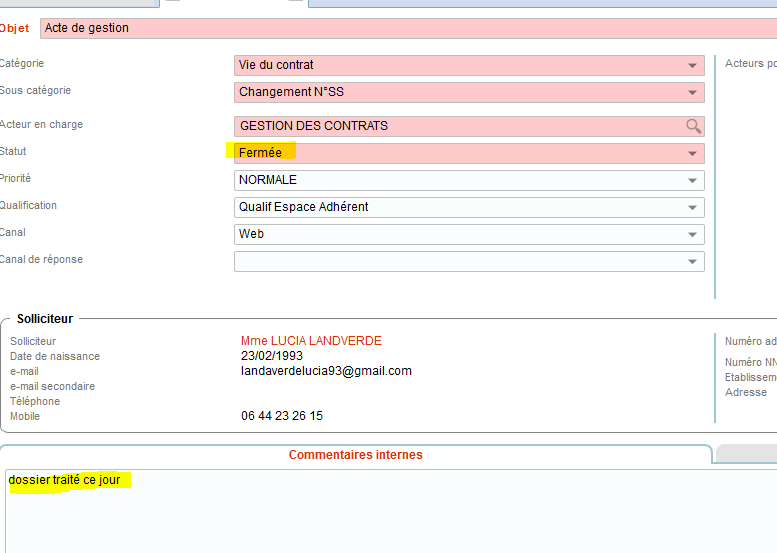 Objet Acte de gestion
Catégorie Vie du contrat Acteurs po
Sous catégorie Changement N°SS
Acteur en charge GESTION DES CONTRATS
Statut Fermée
Priorité NORMALE
Qualification Qualif Espace Adhérent
Canal Web
Canal de réponse
Solliciteur
Solliciteur Mme LUCIA LANDVERDE Numéro ad
Date de naissance 23/02/1993
e-mail landaverdelucia93@gmail.com Numéro NN
e-mail secondaire Etablissem
Téléphone Adresse
Mobile 06 44 23 26 15
Commentaires internes
dossier traité ce jour